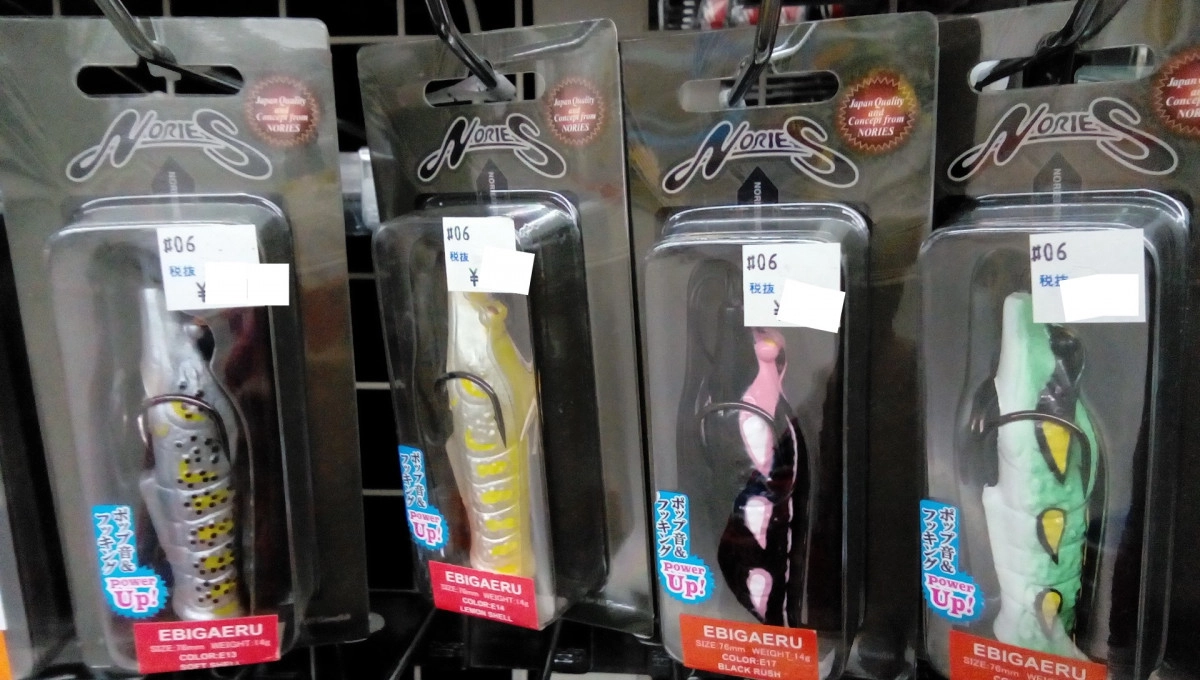 NORIES
Japan Quality
and
Concept from
NORIES
#06
税抜
¥
ポップ音&
フッキング
Power
Up!
EBIGAERU
SIZE:76mm WEIGHT:14g
COLOR:E13
SOFT SHELL
NORIES
Japan Quality
and
Concept from
NORIES
#06
税抜
¥
ポップ音&
フッキング
Power
Up!
EBIGAERU
SIZE:76mm WEIGHT:14g
COLOR:E14
LEMON SHELL
NORIES
Japan Quality
and
Concept from
NORIES
#06
税抜
ポップ音&
フッキング
Power
Up!
EBIGAERU
SIZE:76mm WEIGHT:14g
COLOR:E17
BLACK RUSH
NORIES
Japan Quality
and
Concept from
NORIES
#06
税抜
ポップ音&
フッキング
Power
Up!
EBIGAERU
SIZE:76mm WEIGHT:14g